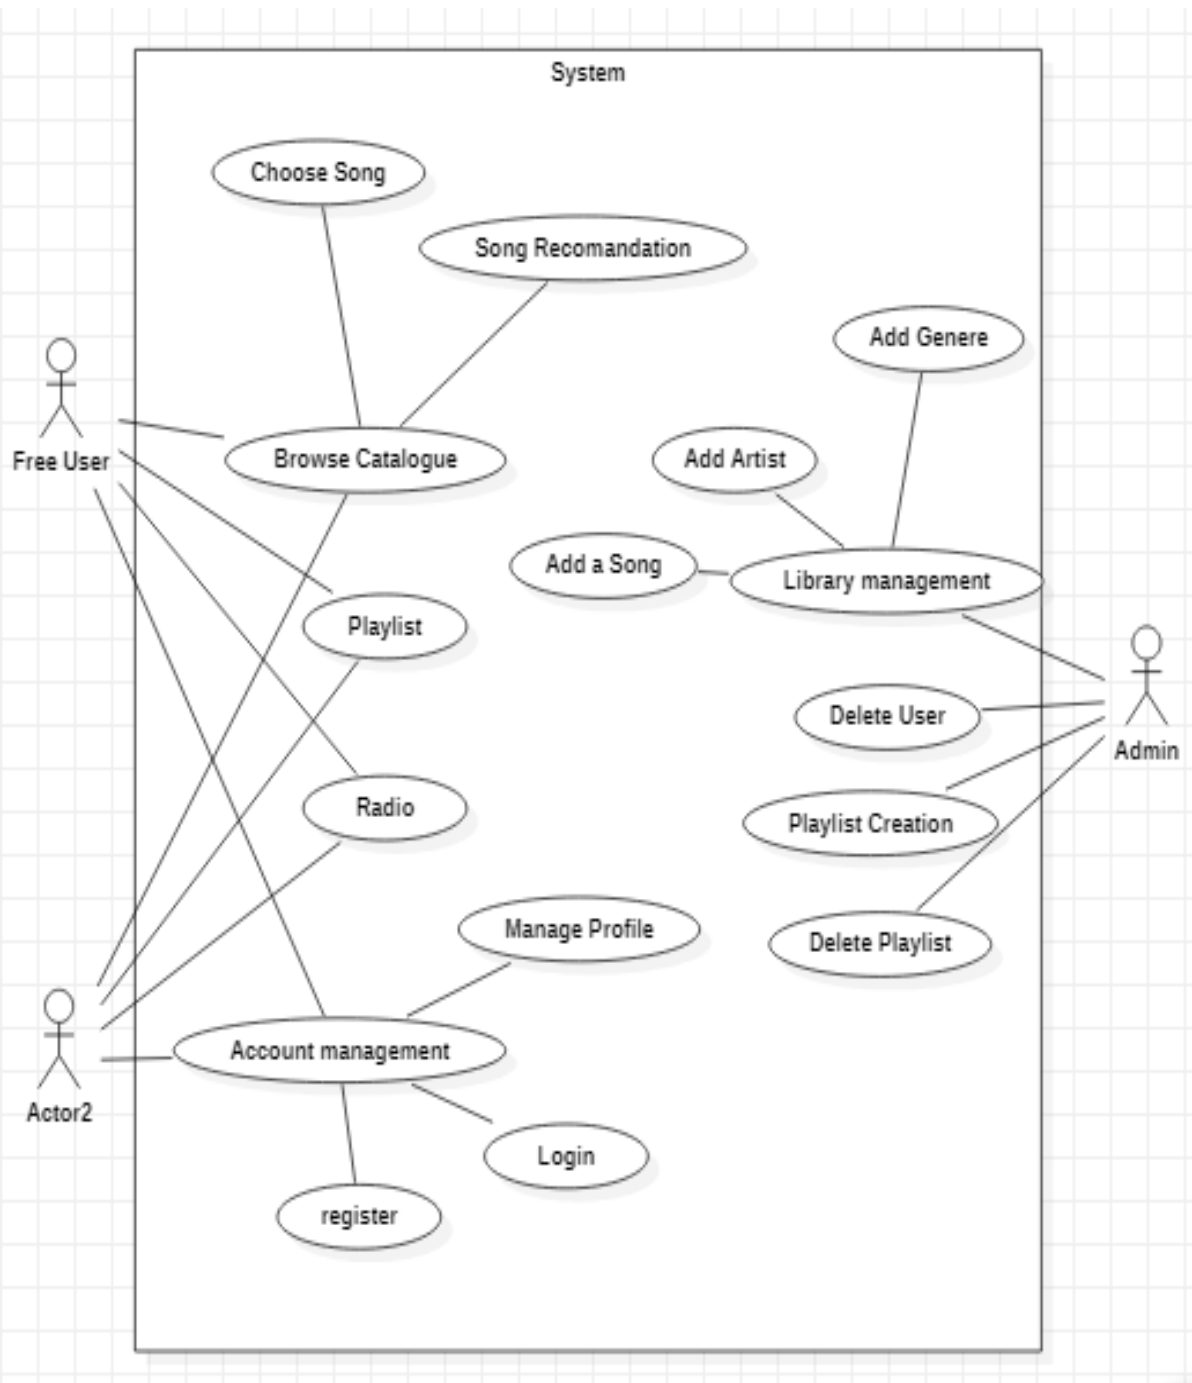 System
Choose Song
Song Recomandation
Add Genere
Free User
Browse Catalogue
Add Artist
Add a Song
Library management
Playlist
Delete User
Admin
Radio
Playlist Creation
Manage Profile
Delete Playlist
Account management
Actor2
Login
register